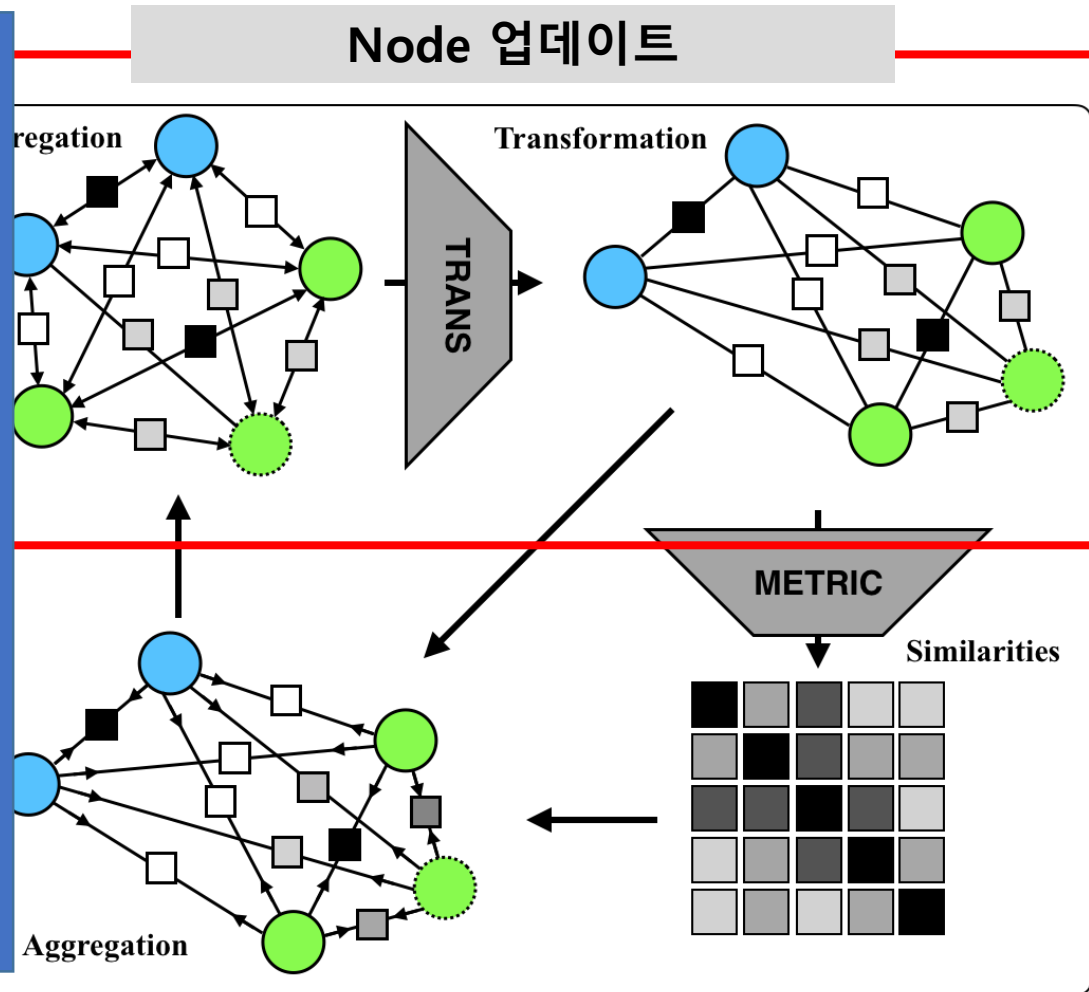 Node 업데이트
regation
Transformation
TRANS
METRIC
Similarities
Aggregation